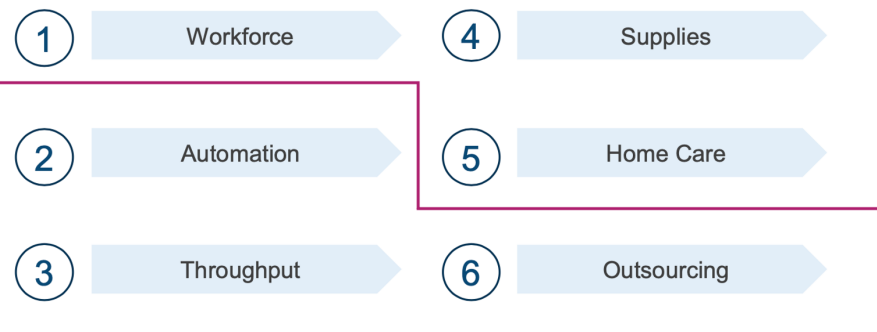 1 Workforce
2 Automation
3 Throughput
4 Supplies
5 Home Care
6 Outsourcing